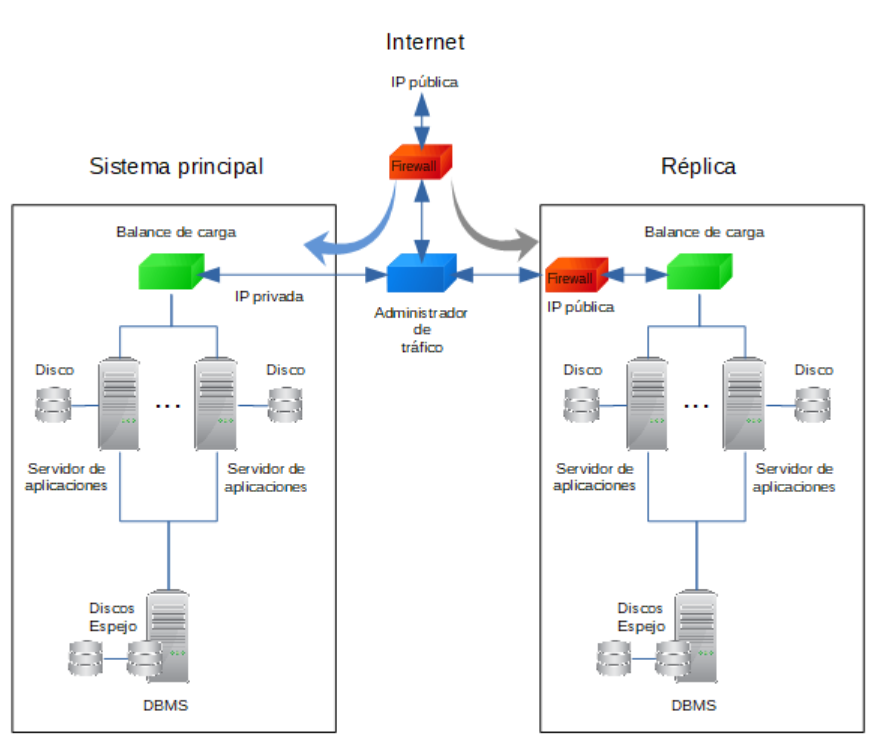 Internet
IP pública
Firewall
Sistema principal
Réplica
Balance de carga
IP privada
Administrador
de
tráfico
Balance de carga
Firewall
IP pública
Disco
Disco
...
Servidor de
aplicaciones
Servidor de
aplicaciones
Discos
Espejo
DBMS
Disco
Disco
...
Servidor de
aplicaciones
Servidor de
aplicaciones
Discos
Espejo
DBMS